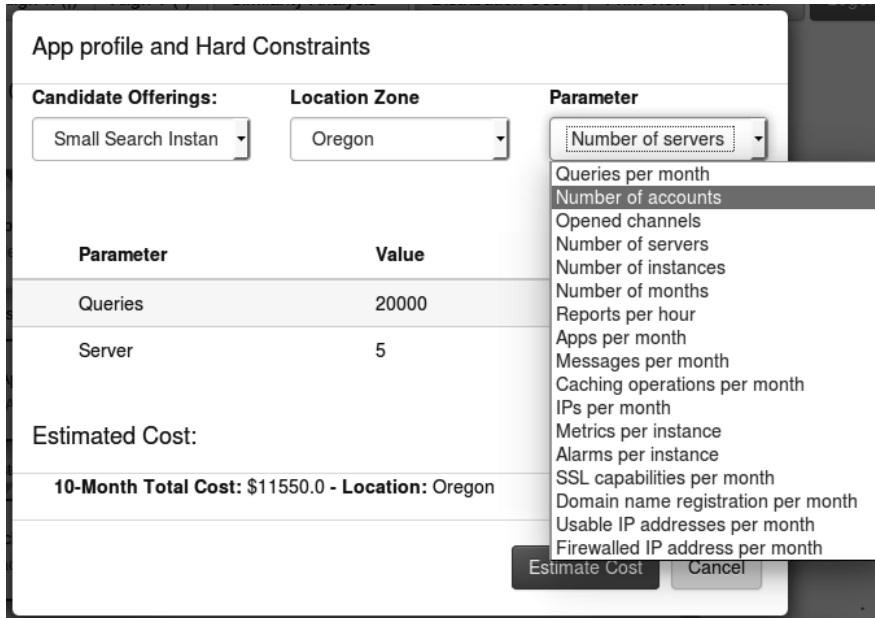 App profile and Hard Constraints
Candidate Offerings: Location Zone Parameter
Small Search Instan Oregon Number of servers
Queries per month
Number of accounts
Opened channels
Number of servers
Number of instances
Number of months
Reports per hour
Apps per month
Messages per month
Caching operations per month
IPs per month
Metrics per instance
Alarms per instance
SSL capabilities per month
Domain name registration per month
Usable IP addresses per month
Firewalled IP address per month
Parameter Value
Queries 20000
Server 5
Estimated Cost:
10-Month Total Cost: $11550.0 - Location: Oregon
Estimate Cost Cancel